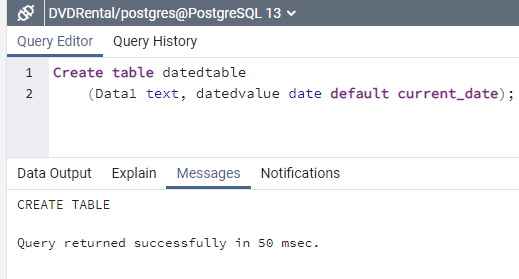 DVDRental/postgres@PostgreSQL 13
Query Editor Query History
1 Create table datedtable
2 (Data1 text, datedvalue date default current_date);
Data Output Explain Messages Notifications
CREATE TABLE
Query returned successfully in 50 msec.